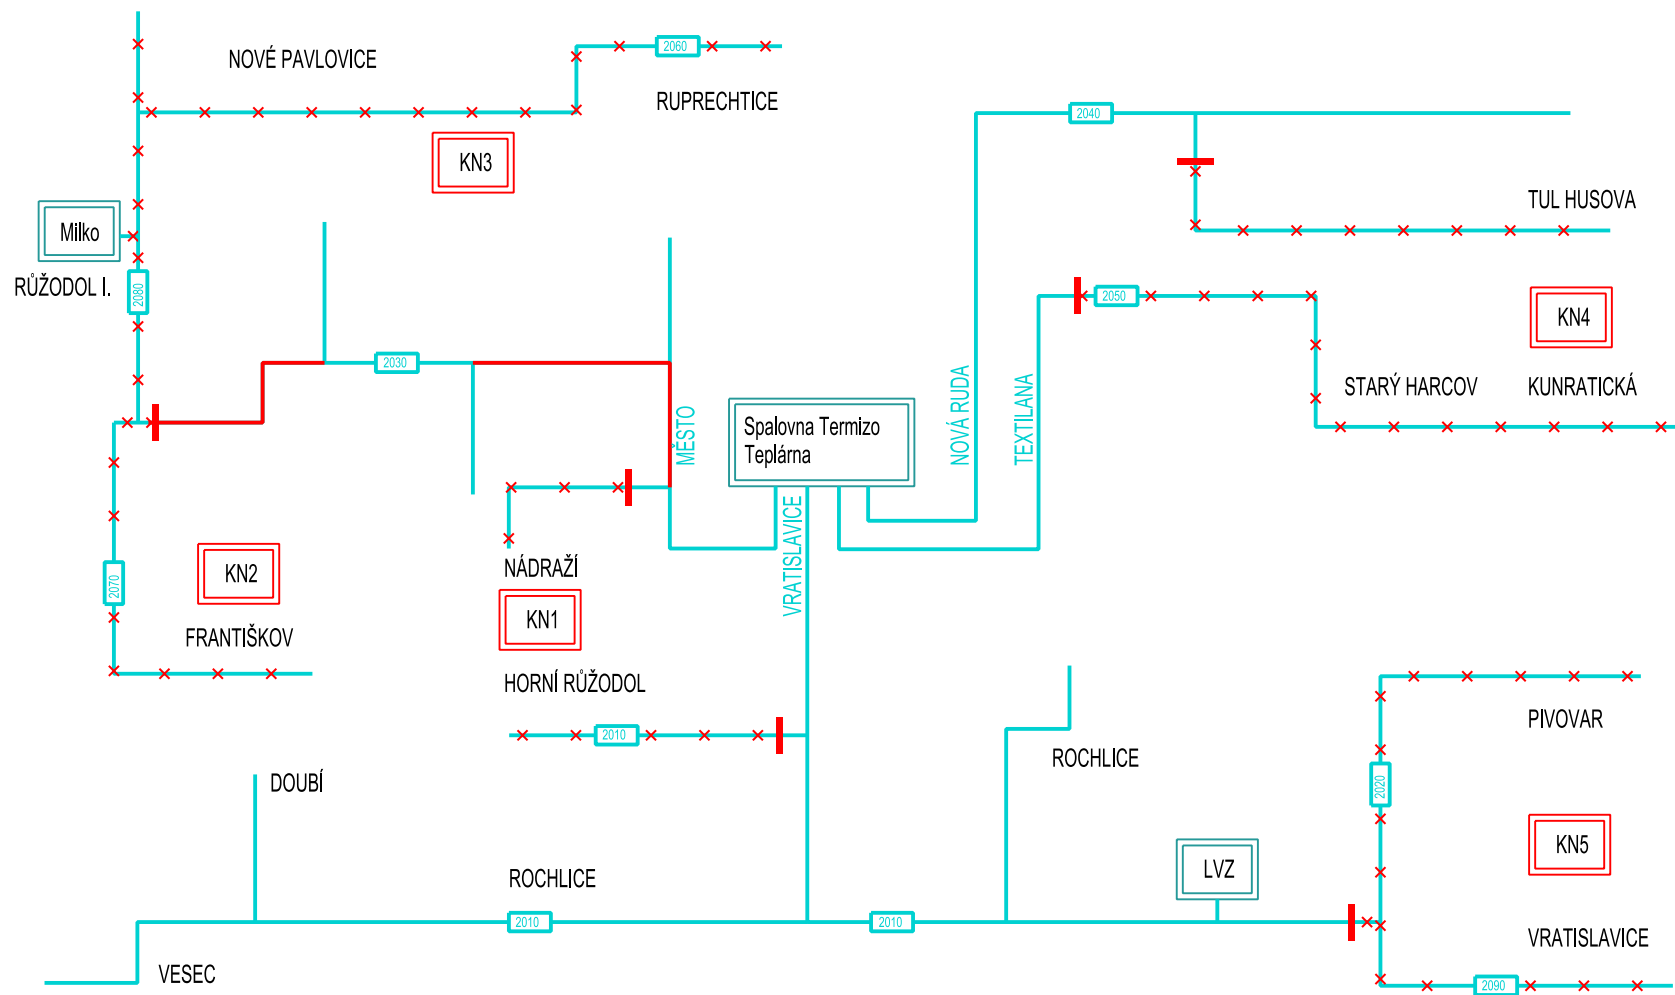 NOVÉ PAVLOVICE
2060
RUPRECHTICE
2040
KN3
TUL HUSOVA
Milko
RŮŽODOL I.
2080
2050
KN4
2030
STARÝ HARCOV
KUNRATICKÁ
MĚSTO
Spalovna Termizo
Teplárna
NOVÁ RUDA
TEXTILANA
VRATISLAVICE
NÁDRAŽÍ
KN2
2070
KN1
FRANTIŠKOV
HORNÍ RŮŽODOL
2010
PIVOVAR
ROCHLICE
DOUBÍ
2020
KN5
LVZ
ROCHLICE
2010
2010
VRATISLAVICE
VESEC
2090